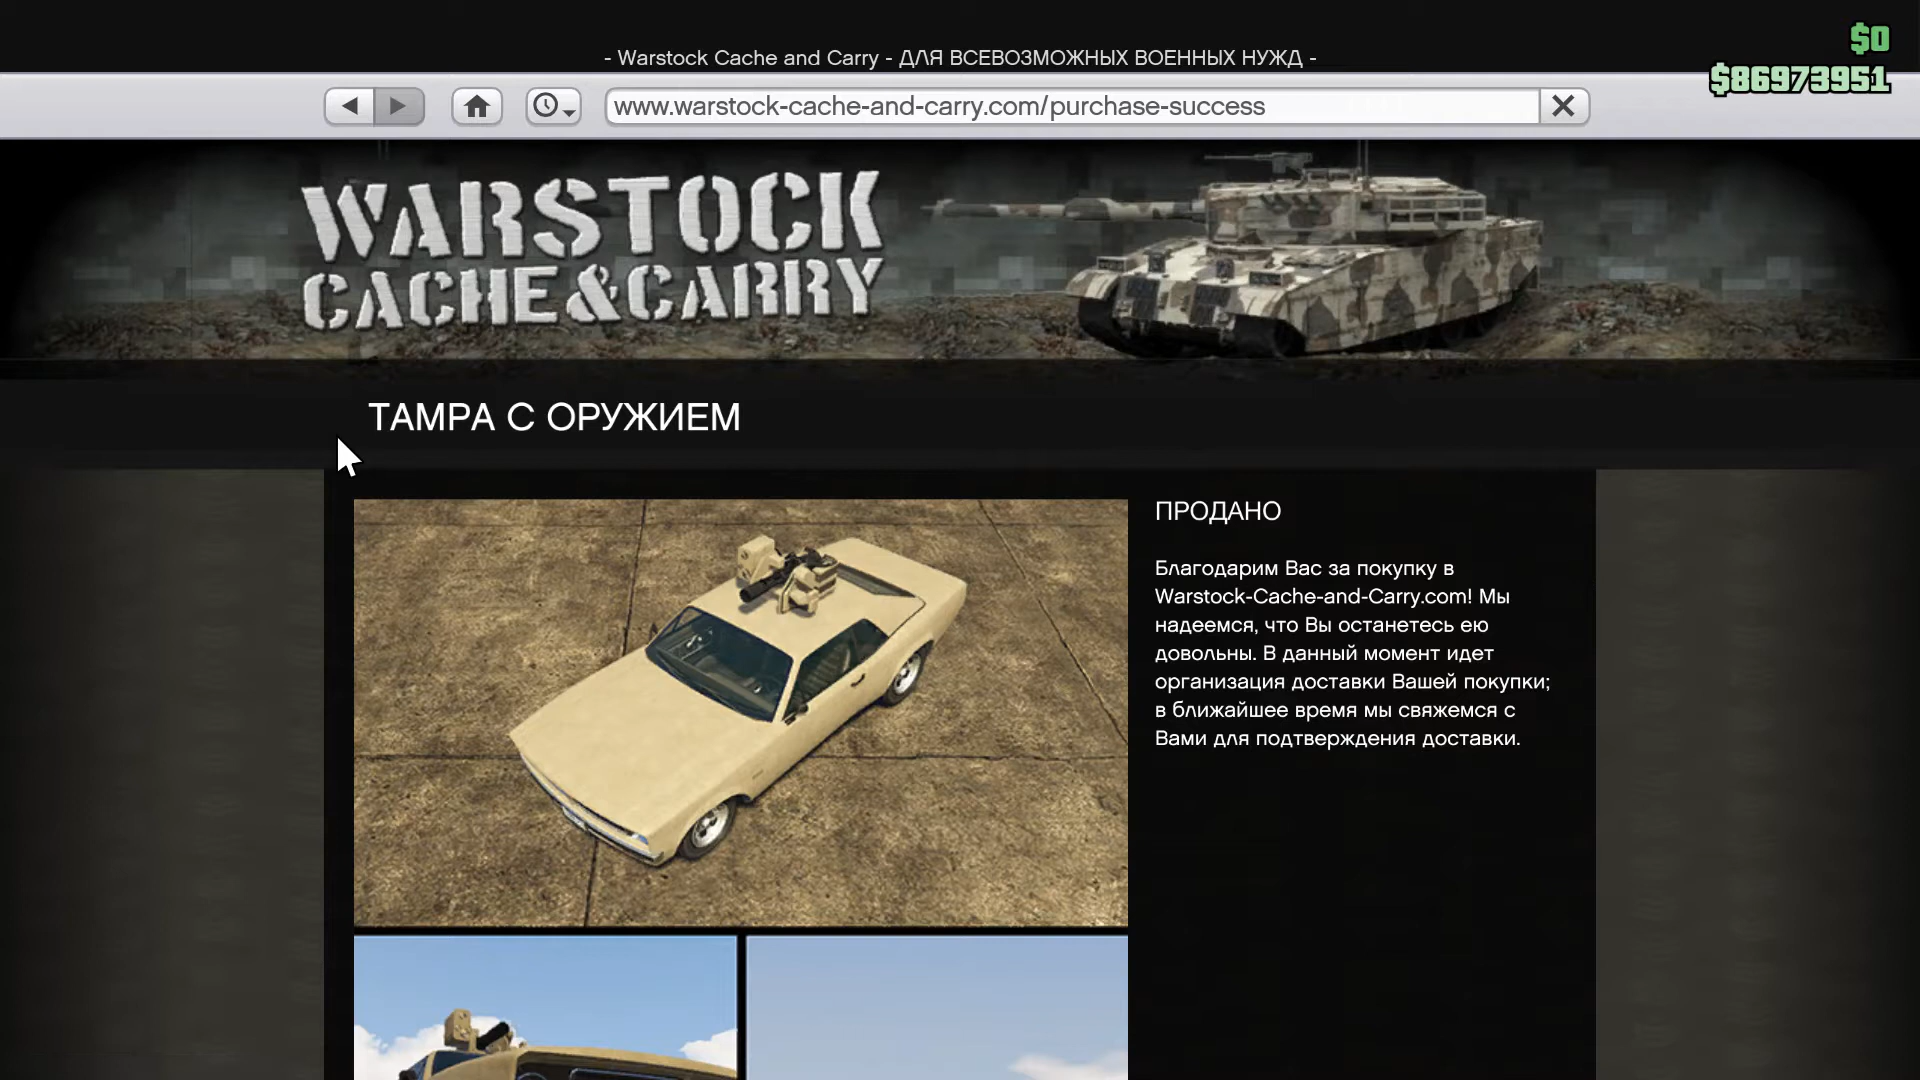 $0
- Warstock Cache and Carry - ДЛЯ ВСЕВОЗМОЖНЫХ ВОЕННЫХ НУЖД -
$86973951
www.warstock-cache-and-carry.com/purchase-success
WARSTOCK
CACHE & CARRY
TAMPA С ОРУЖИЕМ
ПРОДАНО
Благодарим Вас за покупку в
Warstock-Cache-and-Carry.com! Мы
надеемся, что Вы останетесь ею
довольны. В данный момент идет
организация доставки Вашей покупки;
в ближайшее время мы свяжемся с
Вами для подтверждения доставки.